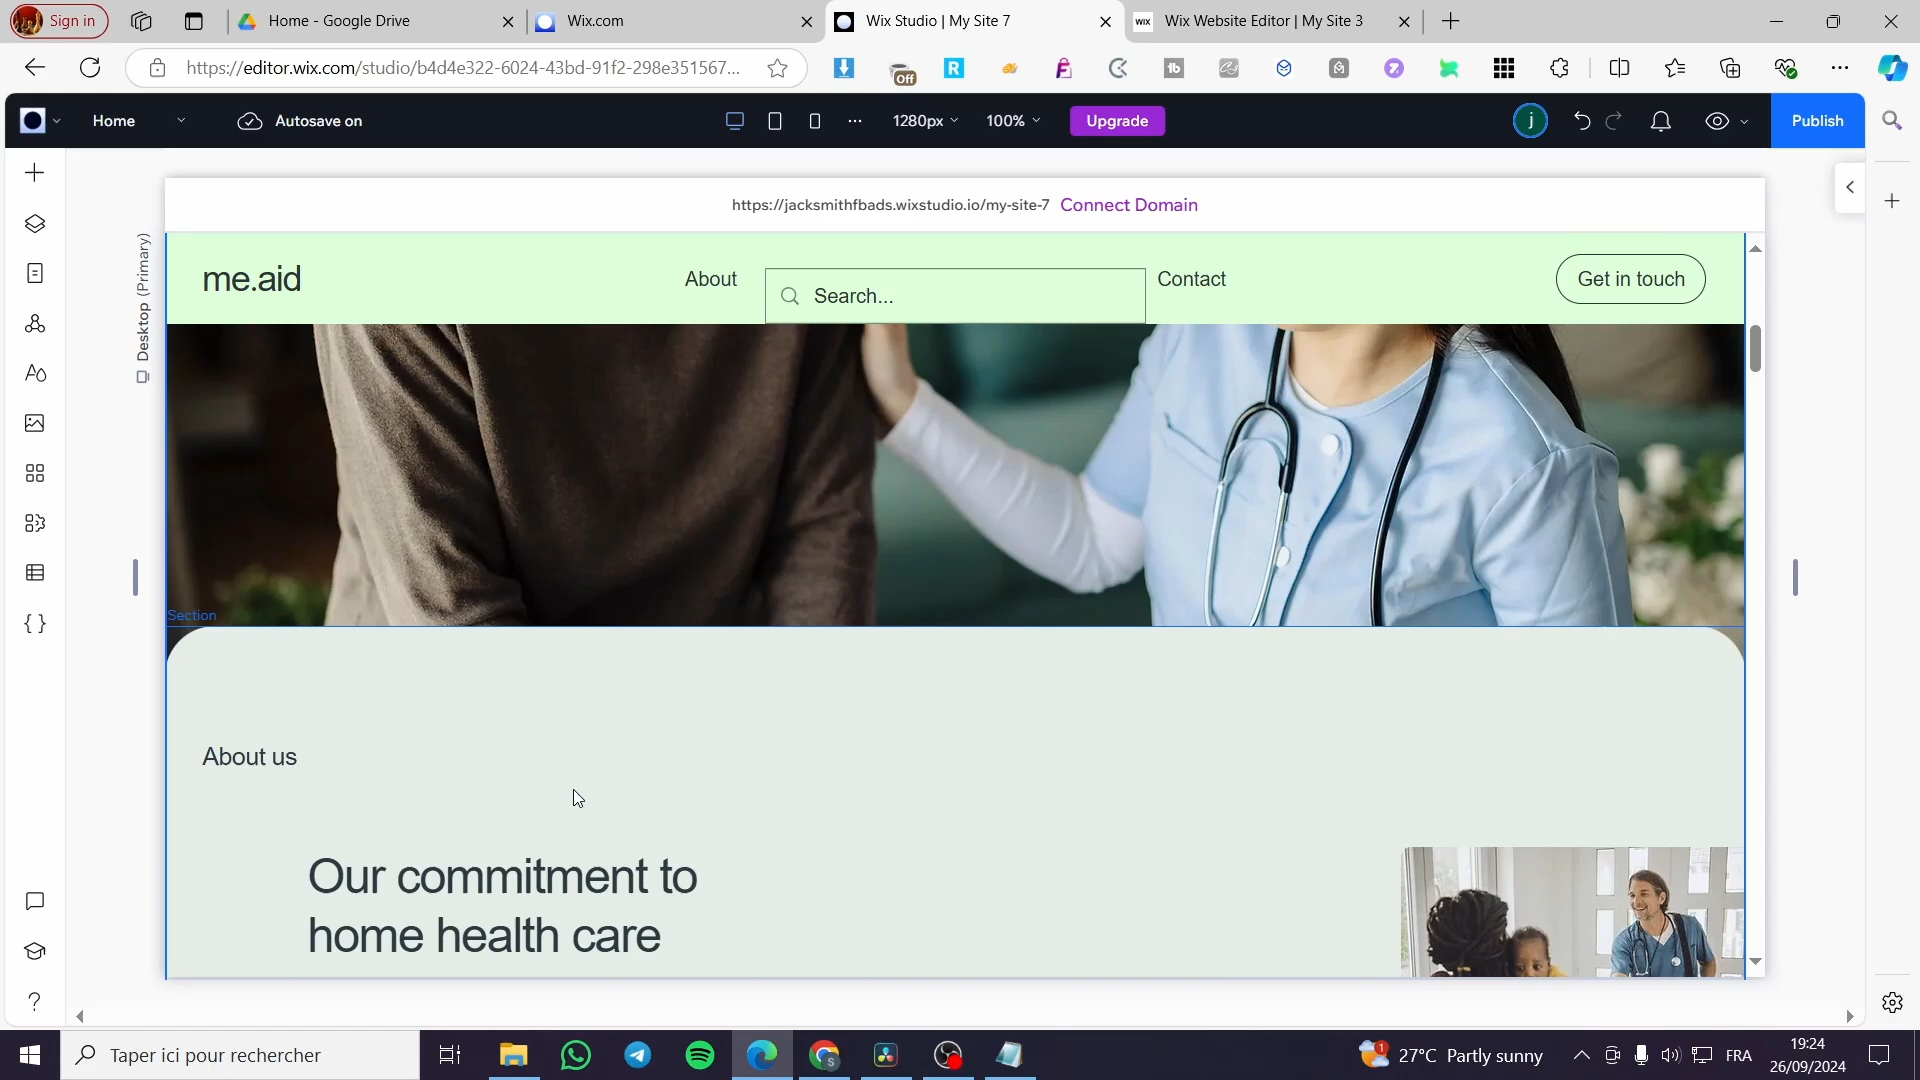 Sign in
Home - Google Drive
Wix.com
Wix Studio | My Site 7
WIX
Wix Website Editor | My Site 3
https://editor.wix.com/studio/b4d4e322-6024-43bd-91f2-298e351567...
Off
Home
Autosave on
1280px
100%
Upgrade
j
Publish
https://jacksmithfbads.wixstudio.io/my-site-7 Connect Domain
Desktop (Primary)
me.aid
About
Search...
Contact
Get in touch
Section
About us
Our commitment to
home health care
Taper ici pour rechercher
1
27°C Partly sunny
FRA
19:24
26/09/2024